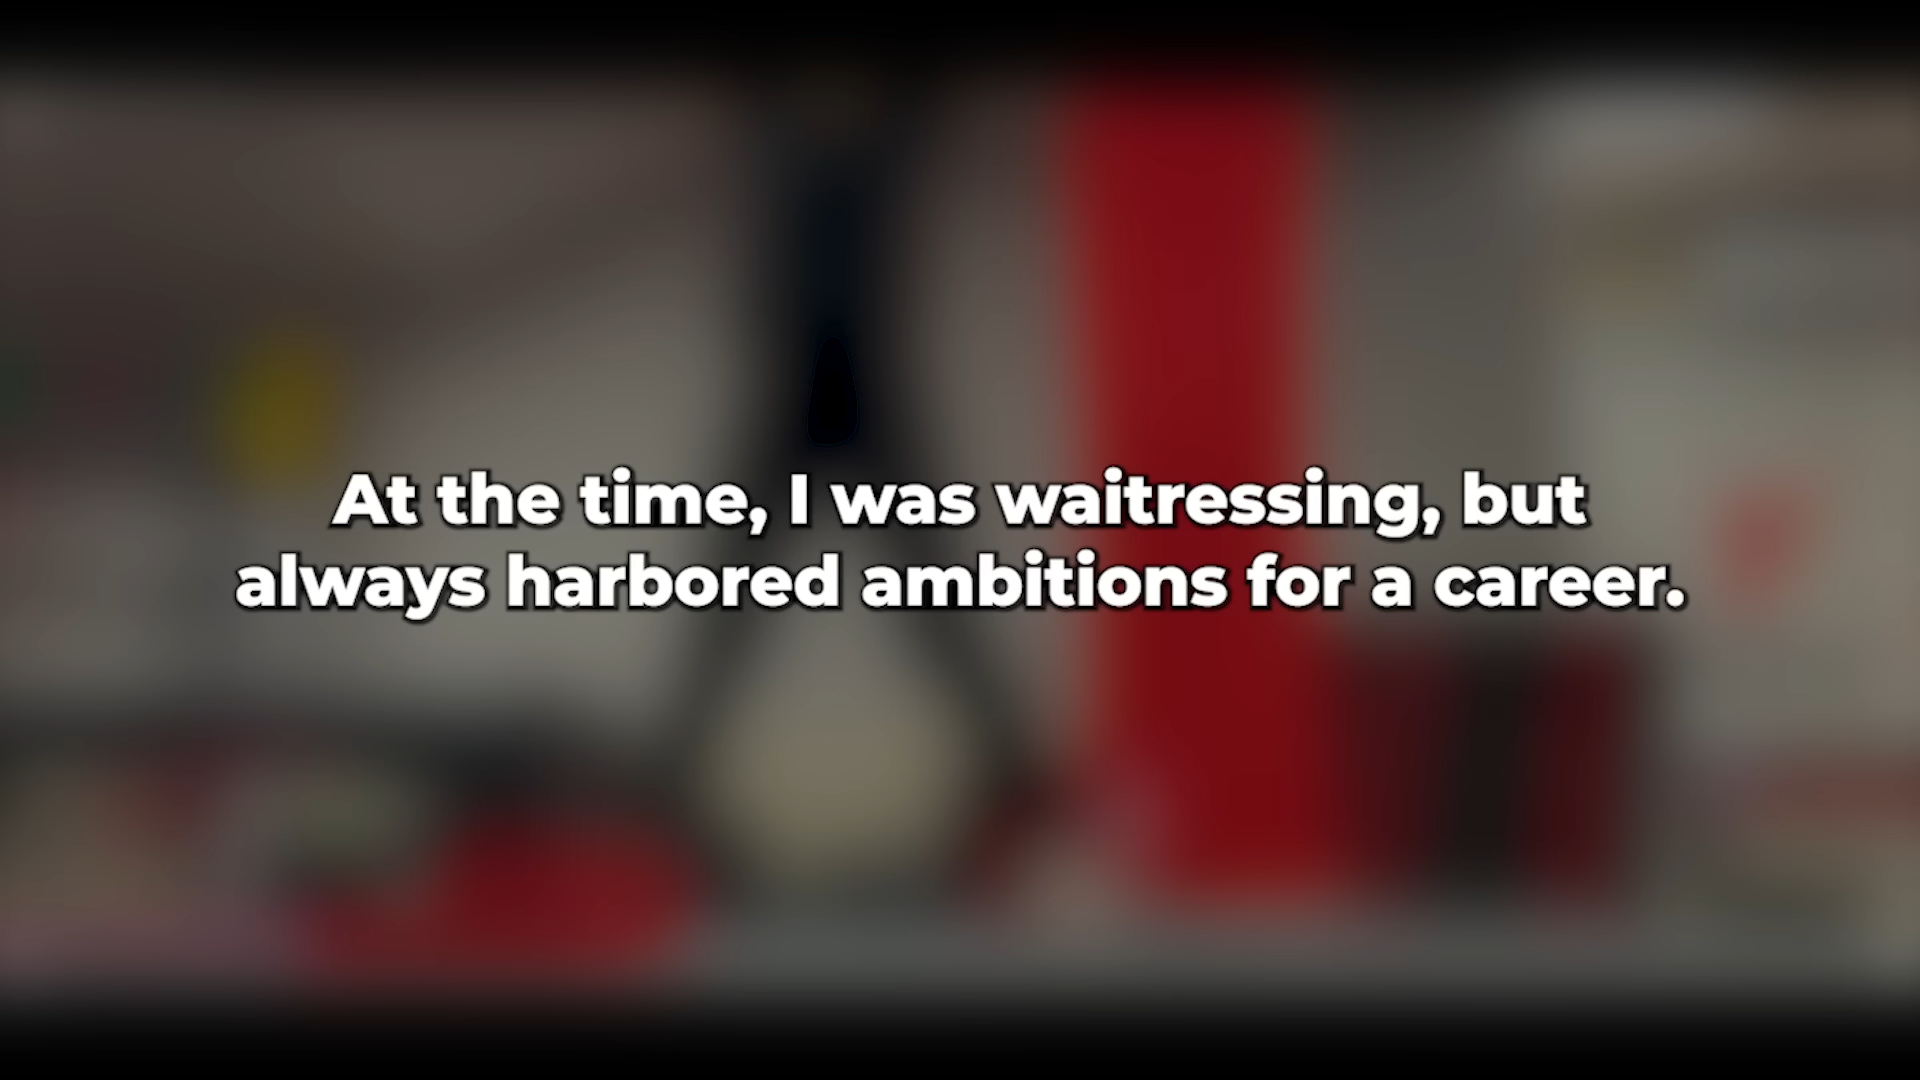 At the time, I was waitressing, but
always harbored ambitions for a career.